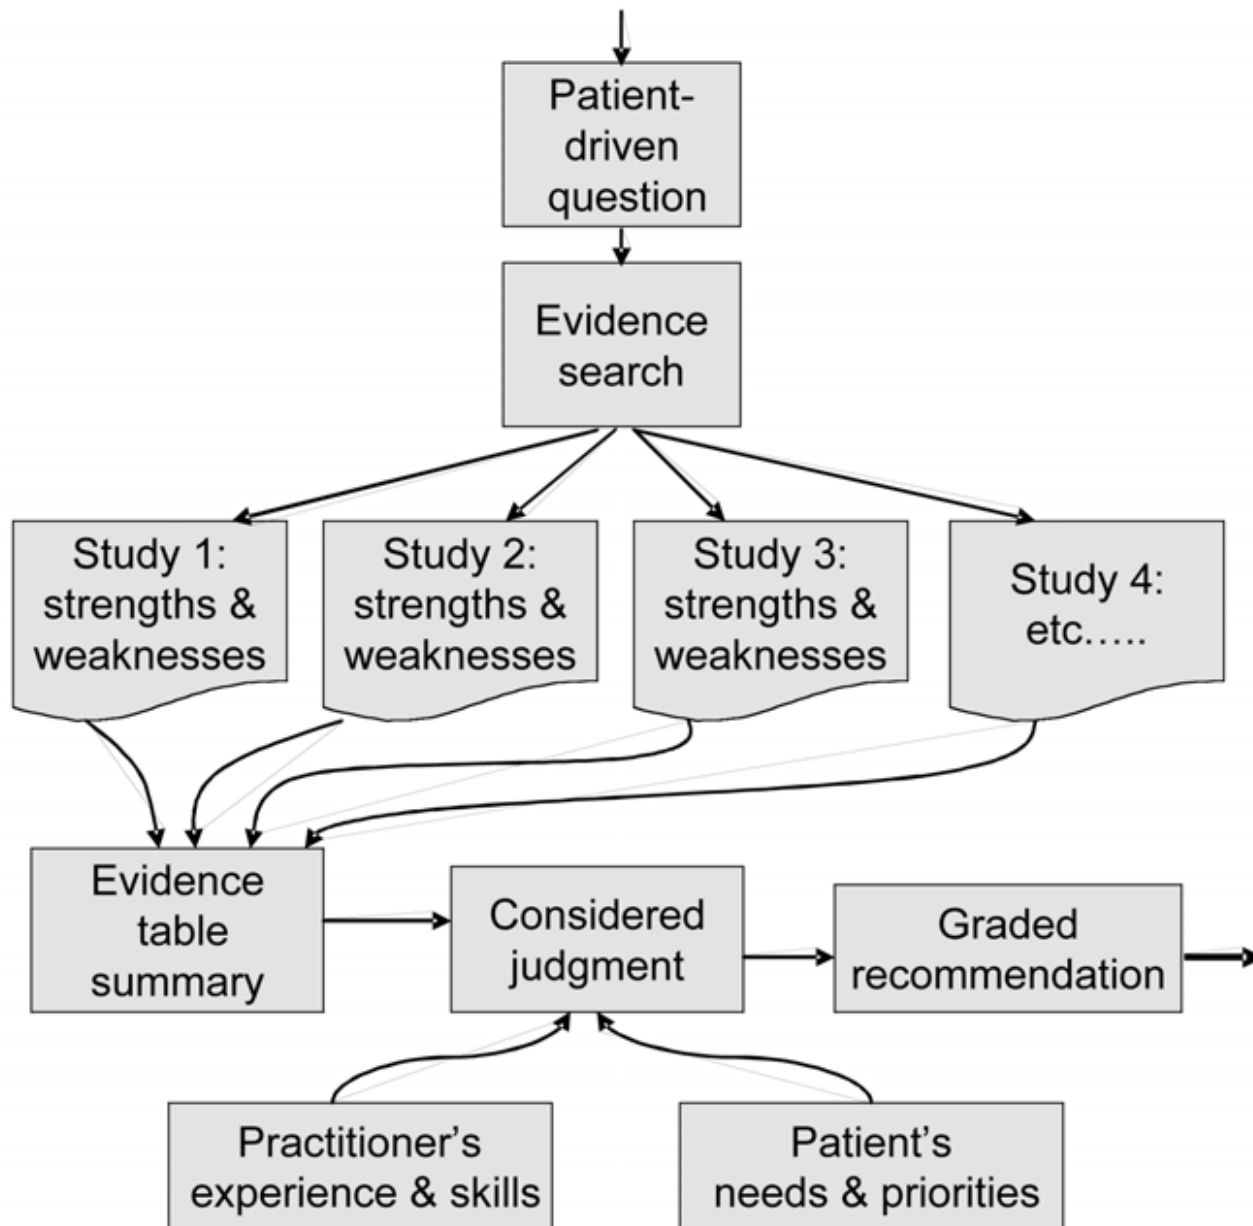 Patient-
driven
question
Evidence
search
Study 1:
strengths &
weaknesses
Study 2:
strengths &
weaknesses
Study 3:
strengths &
weaknesses
Study 4:
etc.....
Evidence
table
summary
Considered
judgment
Graded
recommendation
Practitioner’s
experience & skills
Patient’s
needs & priorities